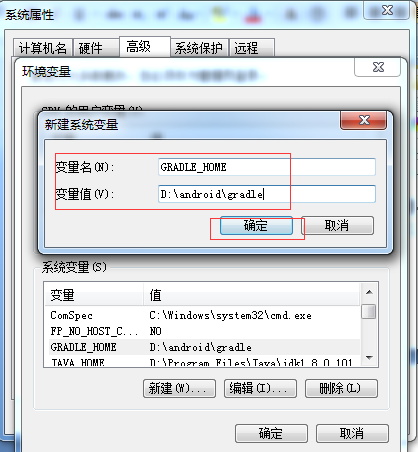 系统属性
计算机名 硬件 高级 系统保护 远程
环境变量
新建系统变量
变量名(N): GRADLE_HOME
变量值(V): D:\android\gradle
确定 取消
系统变量(S)
变量 值
ComSpec C:\Windows\system32\cmd.exe
FP_NO_HOST_C... NO
GRADLE_HOME D:\android\gradle
JAVA_HOME D:\Program Files\Java\jdk1.8.0_101
新建(W)... 编辑(I)... 删除(L)
确定 取消